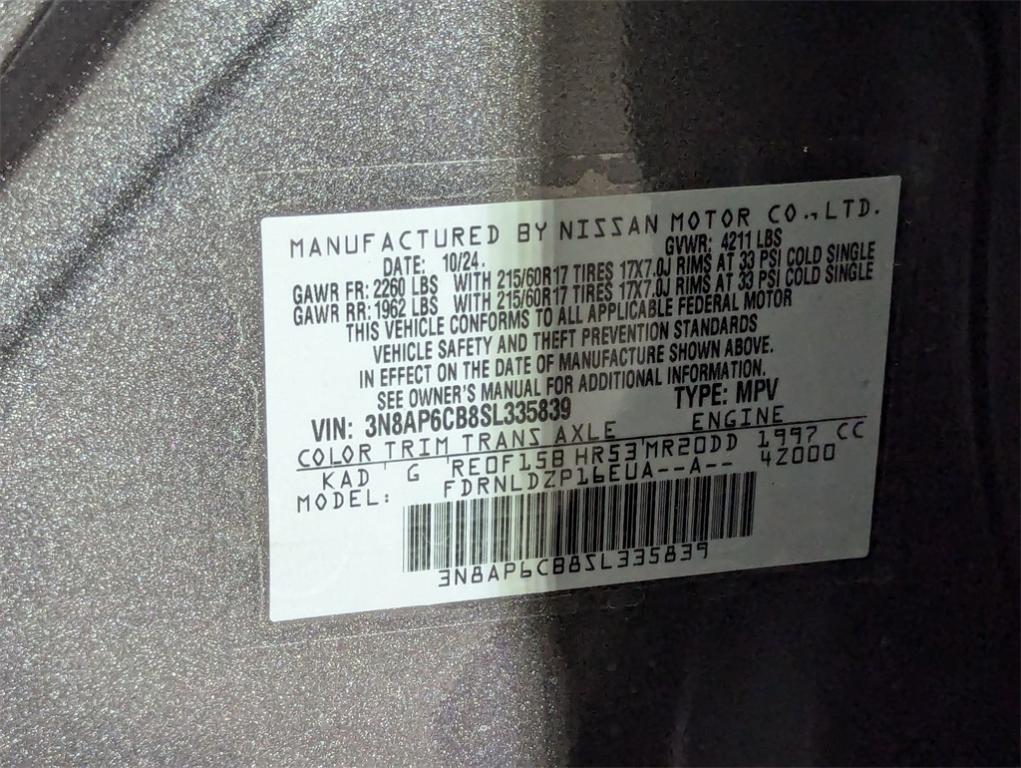 MANUFACTURED BY NISSAN MOTOR CO.,LTD.
DATE: 10/24. GVWR: 4211 LBS
GAWR FR: 2260 LBS WITH 215/60R17 TIRES 17X7.0J RIMS AT 33 PSI COLD SINGLE
GAWR RR: 1962 LBS WITH 215/60R17 TIRES 17X7.0J RIMS AT 33 PSI COLD SINGLE
THIS VEHICLE CONFORMS TO ALL APPLICABLE FEDERAL MOTOR
VEHICLE SAFETY AND THEFT PREVENTION STANDARDS
IN EFFECT ON THE DATE OF MANUFACTURE SHOWN ABOVE.
SEE OWNER'S MANUAL FOR ADDITIONAL INFORMATION.
VIN: 3N8AP6CB8SL335839 TYPE: MPV
COLOR TRIM TRANS AXLE ENGINE
KAD G RE0F15B HR53 MR20DD 1997 CC
MODEL: FDRNLDZP16EUA--A-- 4Z000
3N8AP6CB8SL335839